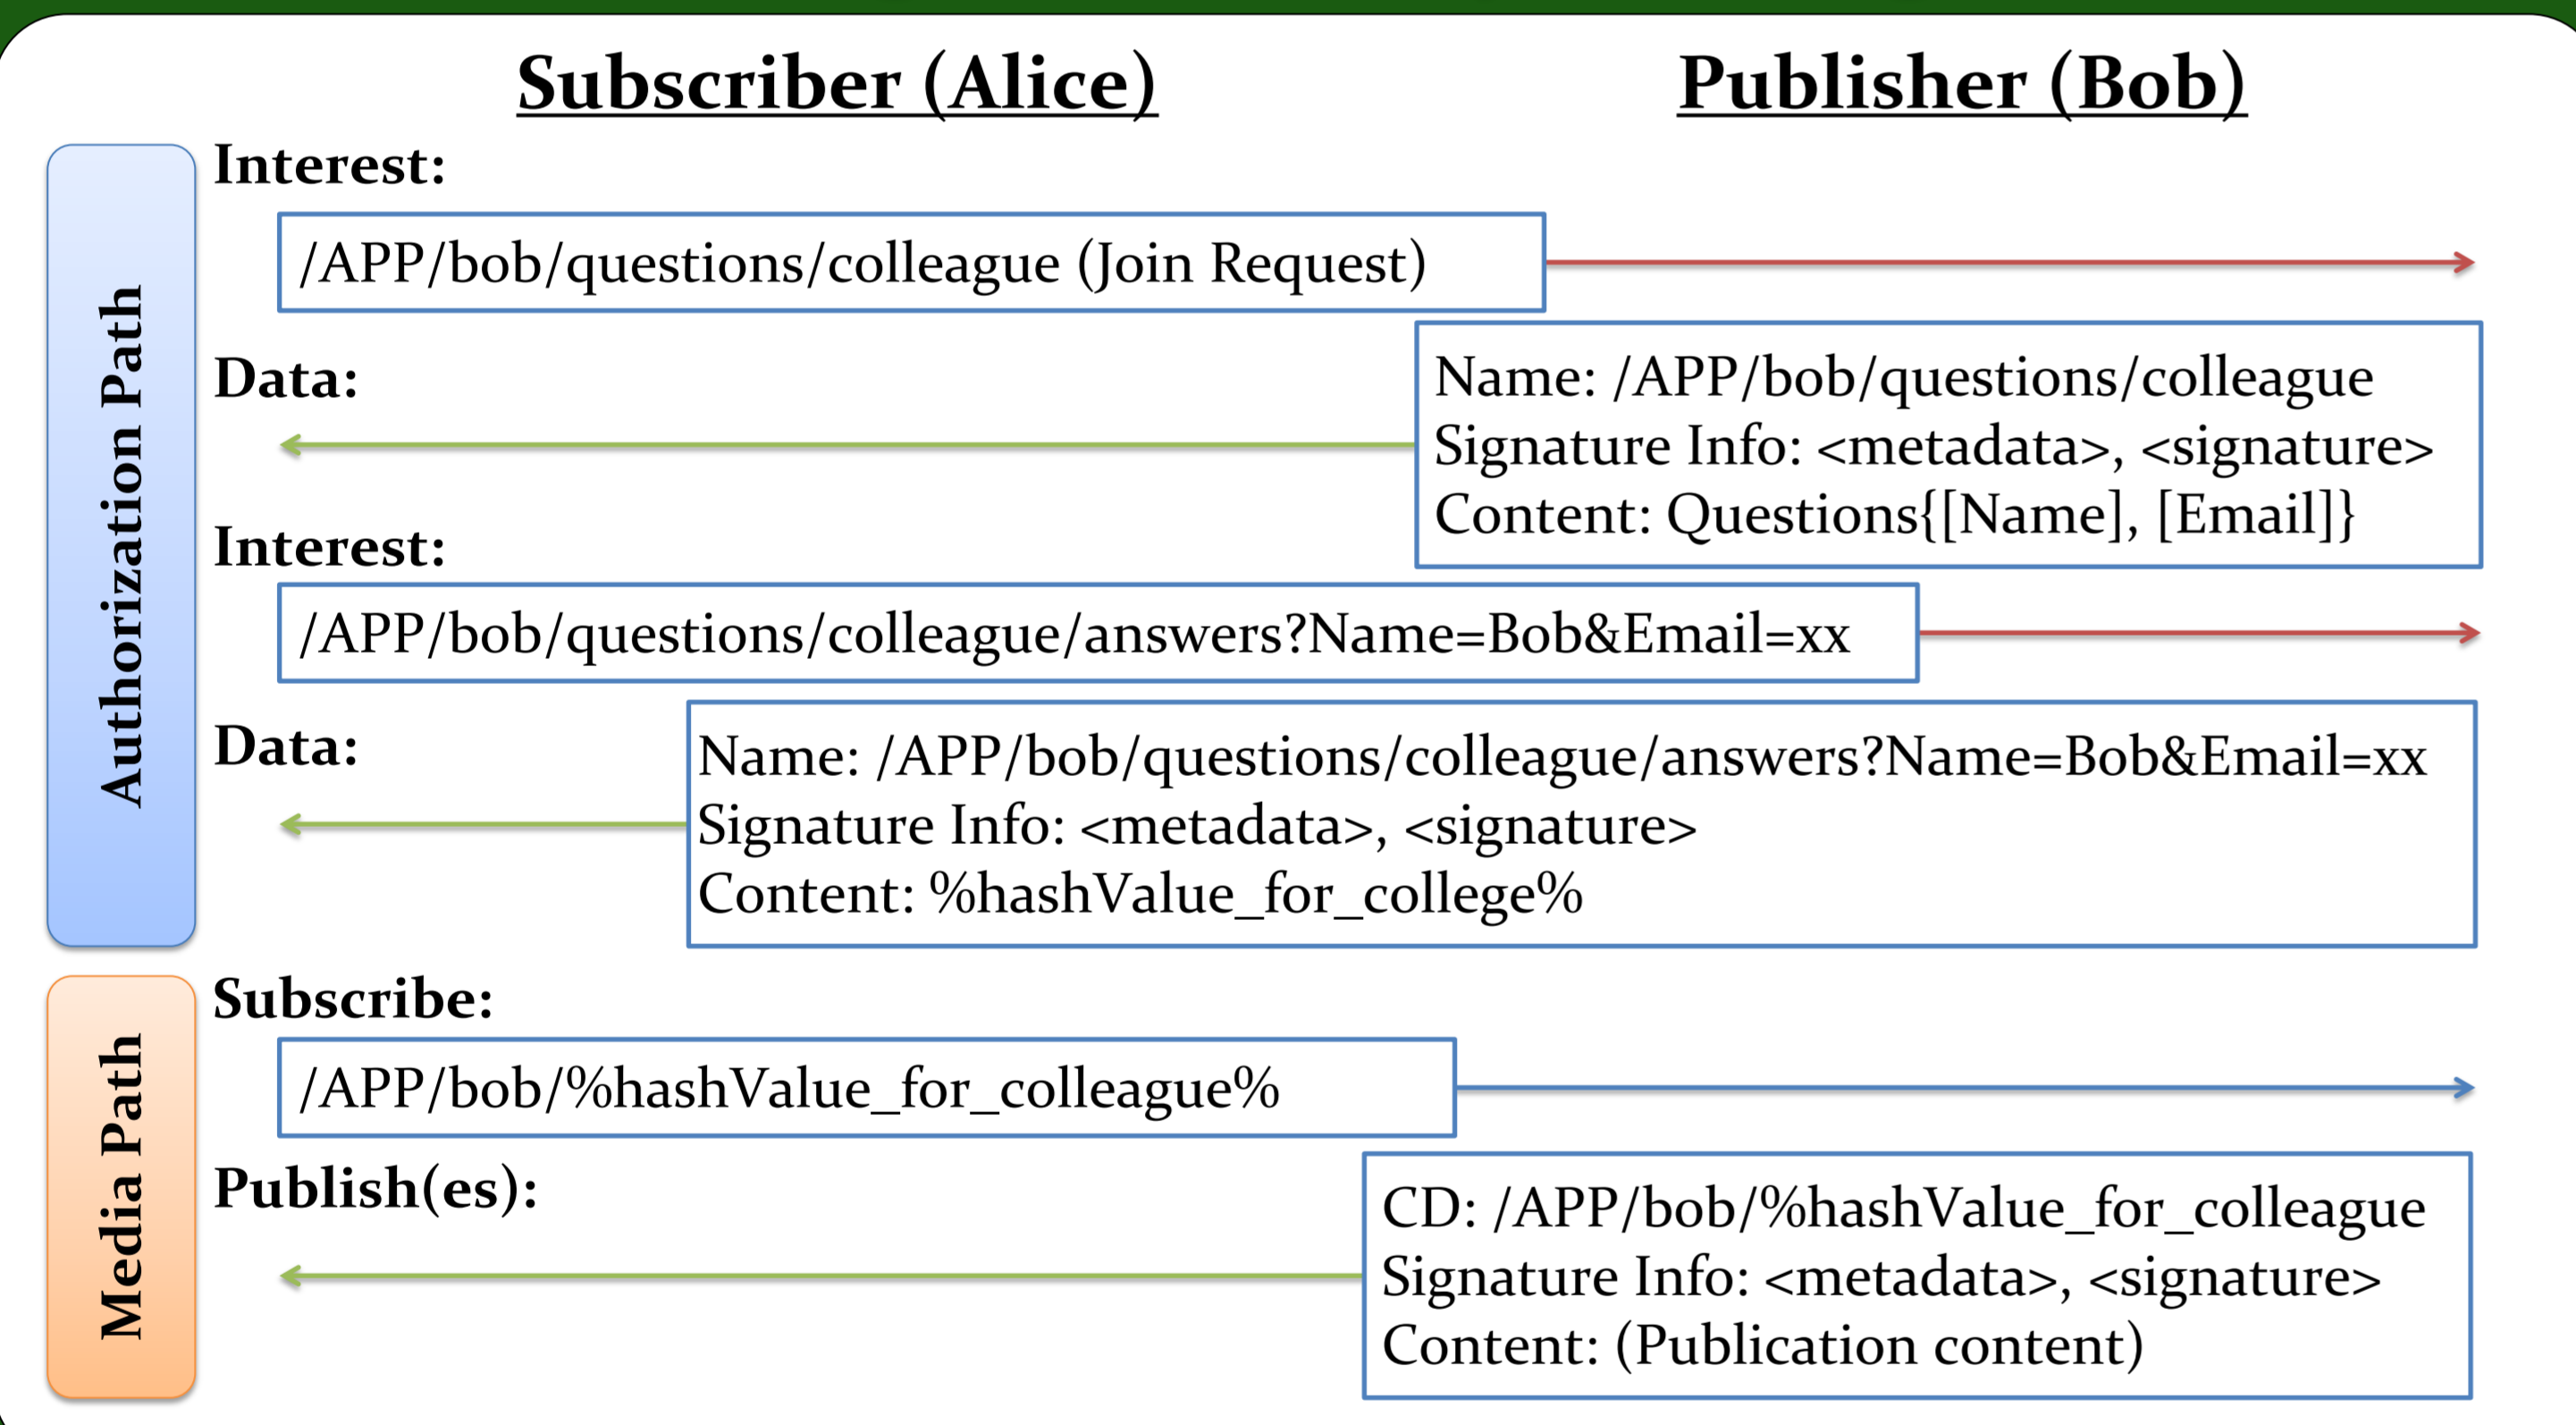 Subscriber (Alice)
Publisher (Bob)
Authorization Path
Interest:
/APP/bob/questions/colleague (Join Request)
Data:
Name: /APP/bob/questions/colleague
Signature Info: <metadata>, <signature>
Content: Questions{[Name], [Email]}
Interest:
/APP/bob/questions/colleague/answers?Name=Bob&Email=xx
Data:
Name: /APP/bob/questions/colleague/answers?Name=Bob&Email=xx
Signature Info: <metadata>, <signature>
Content: %hashValue_for_college%
Media Path
Subscribe:
/APP/bob/%hashValue_for_colleague%
Publish(es):
CD: /APP/bob/%hashValue_for_colleague
Signature Info: <metadata>, <signature>
Content: (Publication content)